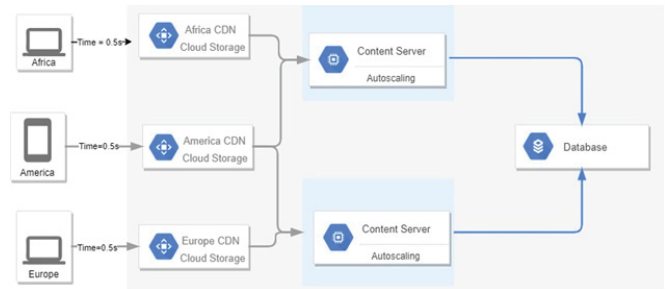 Africa
Time = 0.5s
Africa CDN
Cloud Storage
Content Server
Autoscaling
America
Time=0.5s
America CDN
Cloud Storage
Database
Europe
Time=0.5s
Europe CDN
Cloud Storage
Content Server
Autoscaling